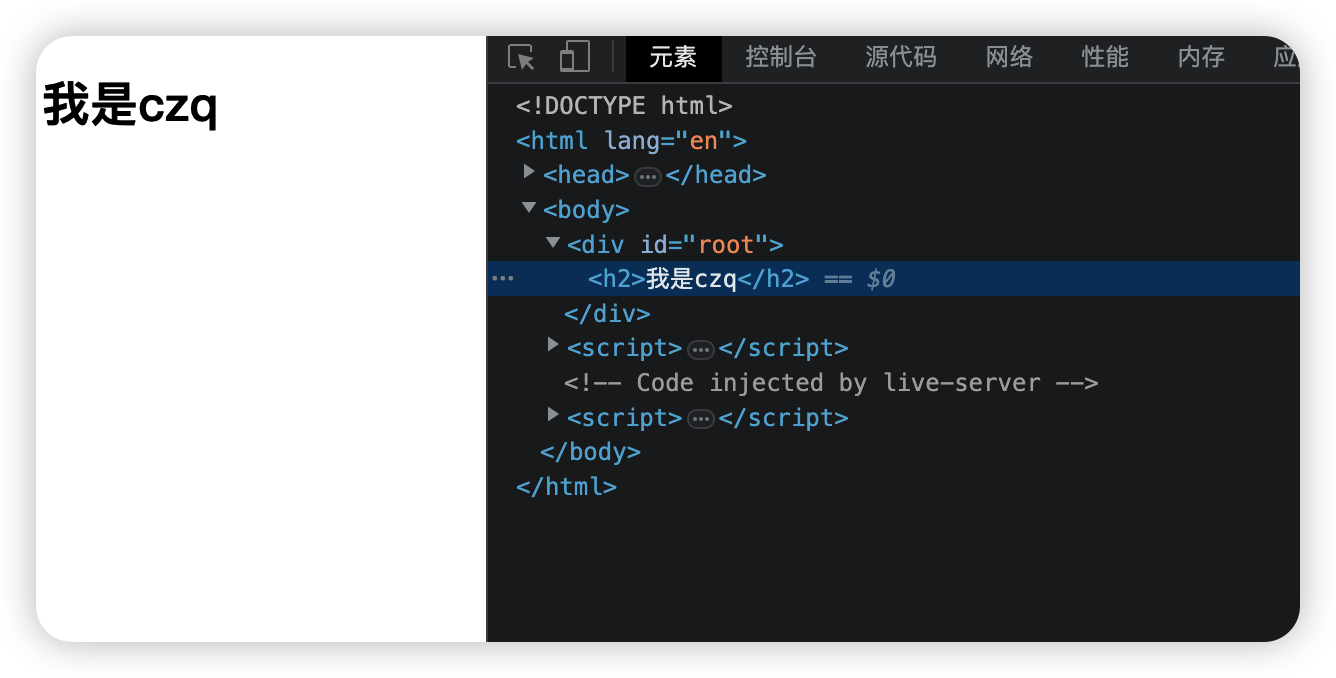 我是czq
元素 控制台 源代码 网络 性能 内存
<!DOCTYPE html>
<html lang="en">
<head>…</head>
<body>
<div id="root">
<h2>我是czq</h2> == $0
</div>
<script>…</script>
<!-- Code injected by live-server -->
<script>…</script>
</body>
</html>